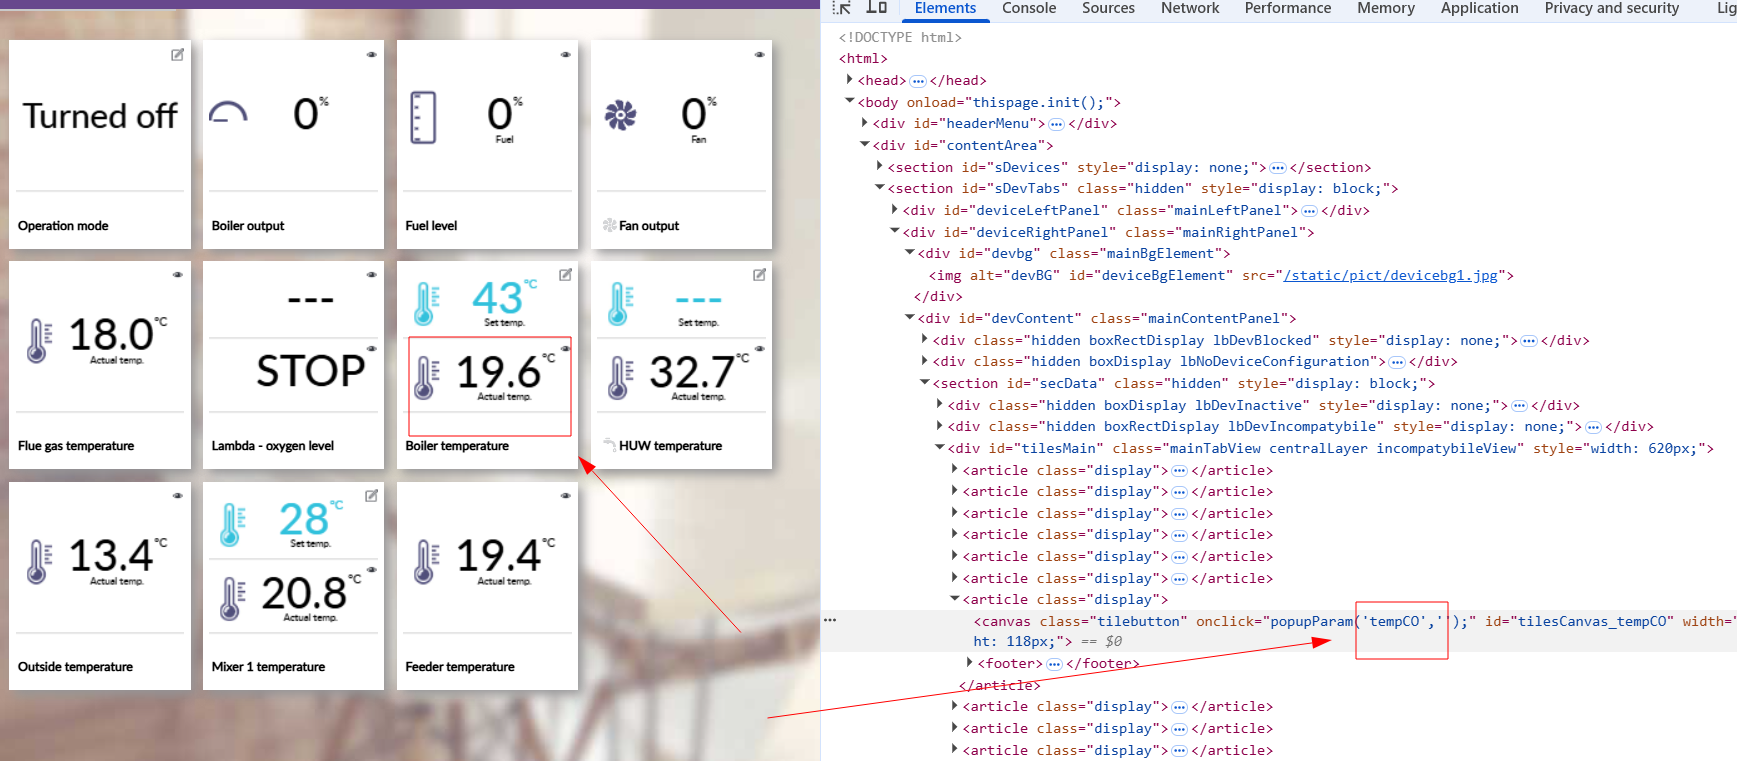 Elements Console Sources Network Performance Memory Application Privacy and security Lig
Turned off
Operation mode
0%
Boiler output
0%
Fuel
Fuel level
0%
Fan
Fan output
18.0°C
Actual temp.
Flue gas temperature
---
STOP
Lambda - oxygen level
43°C
Set temp.
19.6°C
Actual temp.
Boiler temperature
---
Set temp.
32.7°C
Actual temp.
HUW temperature
13.4°C
Actual temp.
Outside temperature
28°C
Set temp.
20.8°C
Actual temp.
Mixer 1 temperature
19.4°C
Actual temp.
Feeder temperature
<!DOCTYPE html>
<html>
<head>…</head>
<body onload="thispage.init();">
<div id="headerMenu">…</div>
<div id="contentArea">
<section id="sDevices" style="display: none;">…</section>
<section id="sDevTabs" class="hidden" style="display: block;">
<div id="deviceLeftPanel" class="mainLeftPanel">…</div>
<div id="deviceRightPanel" class="mainRightPanel">
<div id="devbg" class="mainBgElement">
<img alt="devBG" id="deviceBgElement" src="/static/pict/devicebg1.jpg">
</div>
<div id="devContent" class="mainContentPanel">
<div class="hidden boxRectDisplay lbDevBlocked" style="display: none;">…</div>
<div class="hidden boxDisplay lbNoDeviceConfiguration">…</div>
<section id="secData" class="hidden" style="display: block;">
<div class="hidden boxDisplay lbDevInactive" style="display: none;">…</div>
<div class="hidden boxRectDisplay lbDevIncompatybile" style="display: none;">…</div>
<div id="tilesMain" class="mainTabView centralLayer incompatybileView" style="width: 620px;">
<article class="display">…</article>
<article class="display">…</article>
<article class="display">…</article>
<article class="display">…</article>
<article class="display">…</article>
<article class="display">…</article>
<article class="display">
… <canvas class="tilebutton" onclick="popupParam('tempCO','');" id="tilesCanvas_tempCO" width="
ht: 118px;"> == $0
<footer>…</footer>
</article>
<article class="display">…</article>
<article class="display">…</article>
<article class="display">…</article>